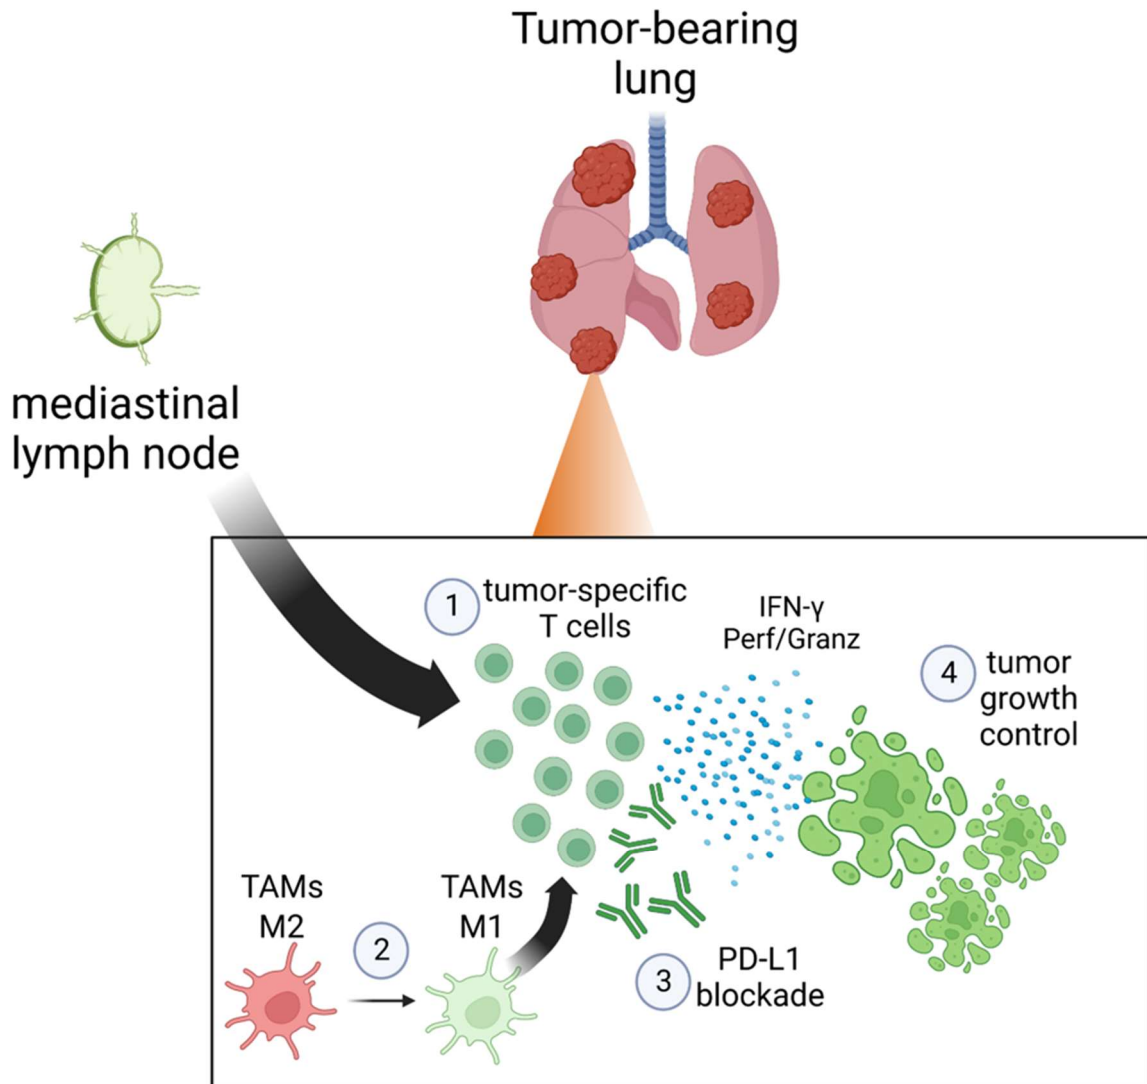 Tumor-bearing
lung
mediastinal
lymph node
1
tumor-specific
T cells
IFN-γ
Perf/Granz
4
tumor
growth
control
TAMs
M2
2
TAMs
M1
3
PD-L1
blockade